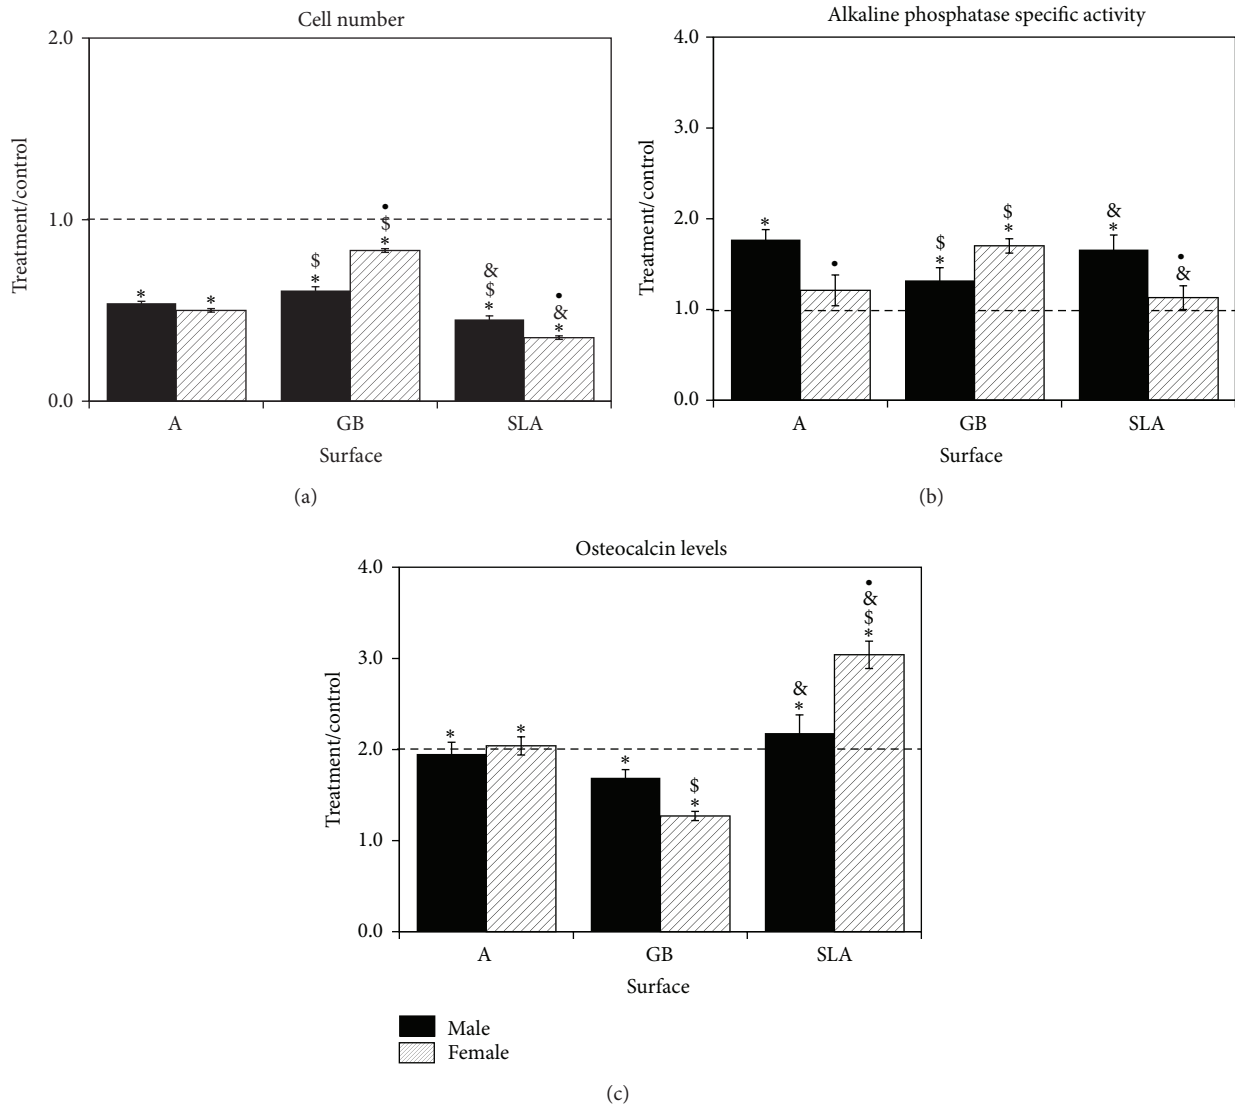 Cell number
2.0
1.0
0.0
Treatment/control
* *
$ * • $ *
& $ * • & *
A GB SLA
Surface
(a)
Alkaline phosphatase specific activity
4.0
3.0
2.0
1.0
0.0
Treatment/control
* •
$ * $ *
& * • &
A GB SLA
Surface
(b)
Osteocalcin levels
4.0
3.0
2.0
1.0
0.0
Treatment/control
* *
* $ *
& * • & $ *
A GB SLA
Surface
Male
Female
(c)